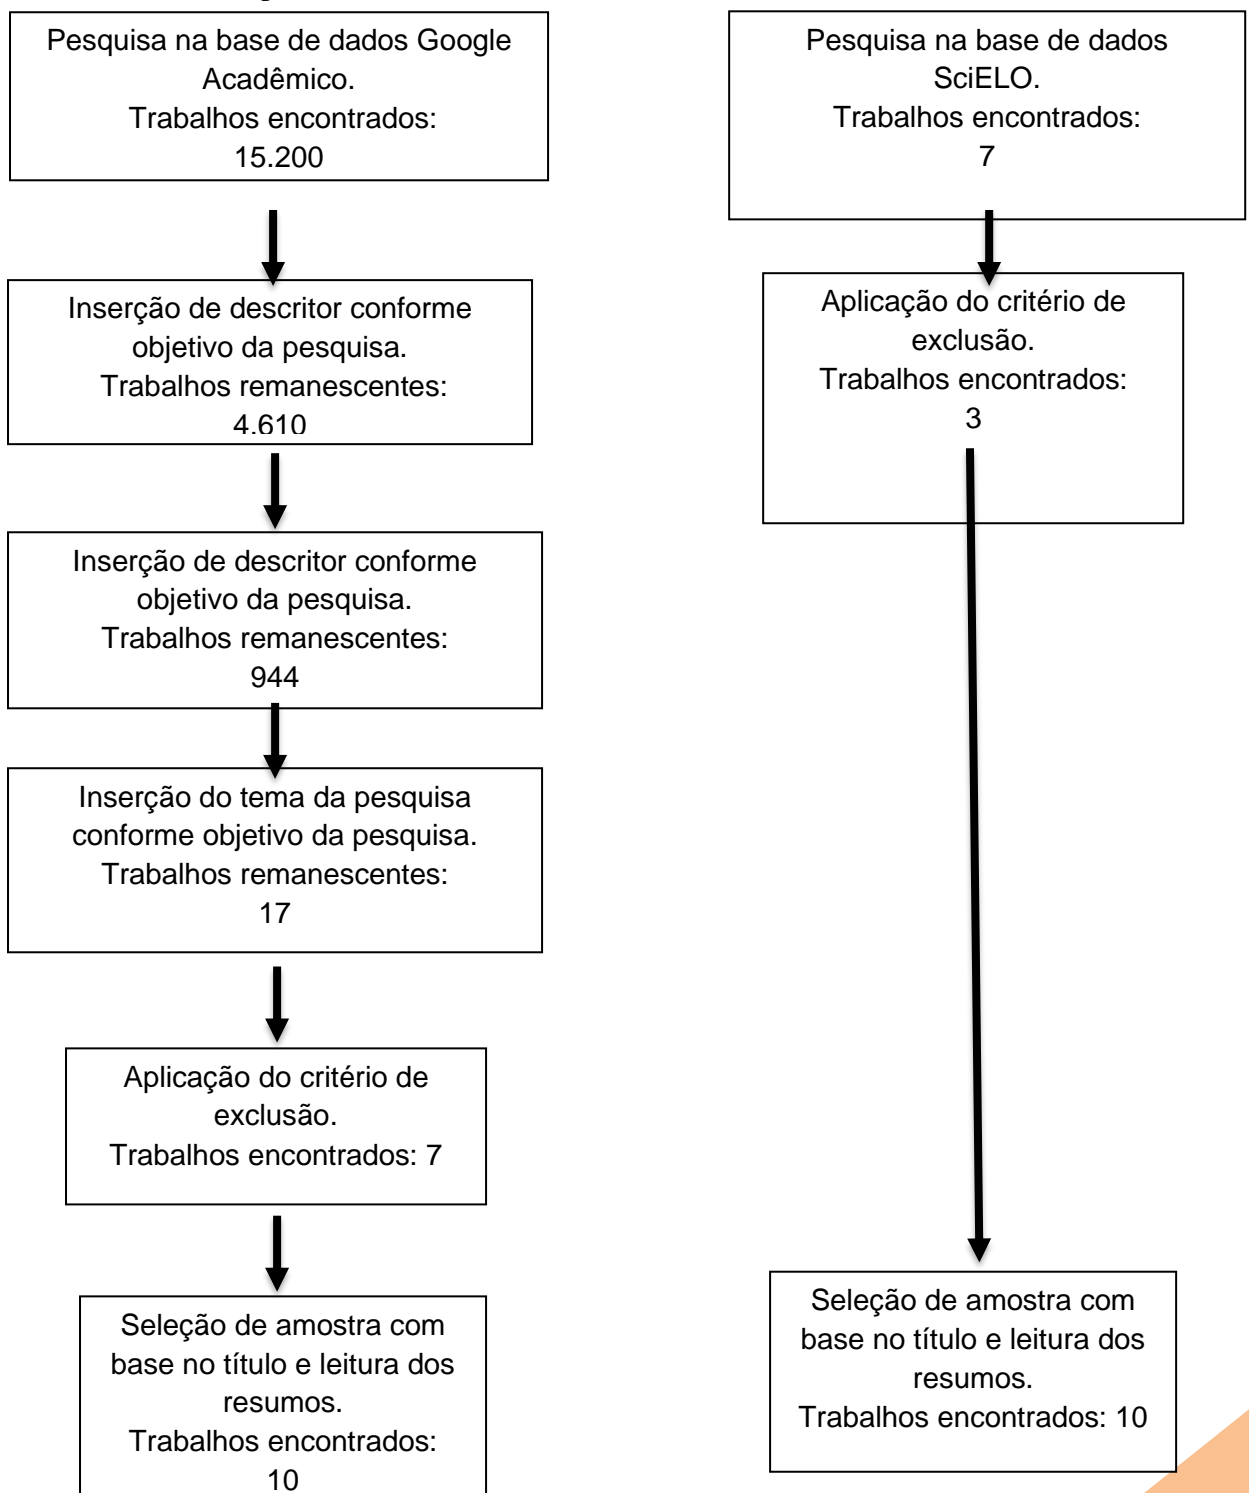 Pesquisa na base de dados Google
Acadêmico.
Trabalhos encontrados:
15.200
Inserção de descritor conforme
objetivo da pesquisa.
Trabalhos remanescentes:
4.610
Inserção de descritor conforme
objetivo da pesquisa.
Trabalhos remanescentes:
944
Inserção do tema da pesquisa
conforme objetivo da pesquisa.
Trabalhos remanescentes:
17
Aplicação do critério de
exclusão.
Trabalhos encontrados: 7
Seleção de amostra com
base no título e leitura dos
resumos.
Trabalhos encontrados:
10
Pesquisa na base de dados
SciELO.
Trabalhos encontrados:
7
Aplicação do critério de
exclusão.
Trabalhos encontrados:
3
Seleção de amostra com
base no título e leitura dos
resumos.
Trabalhos encontrados: 10